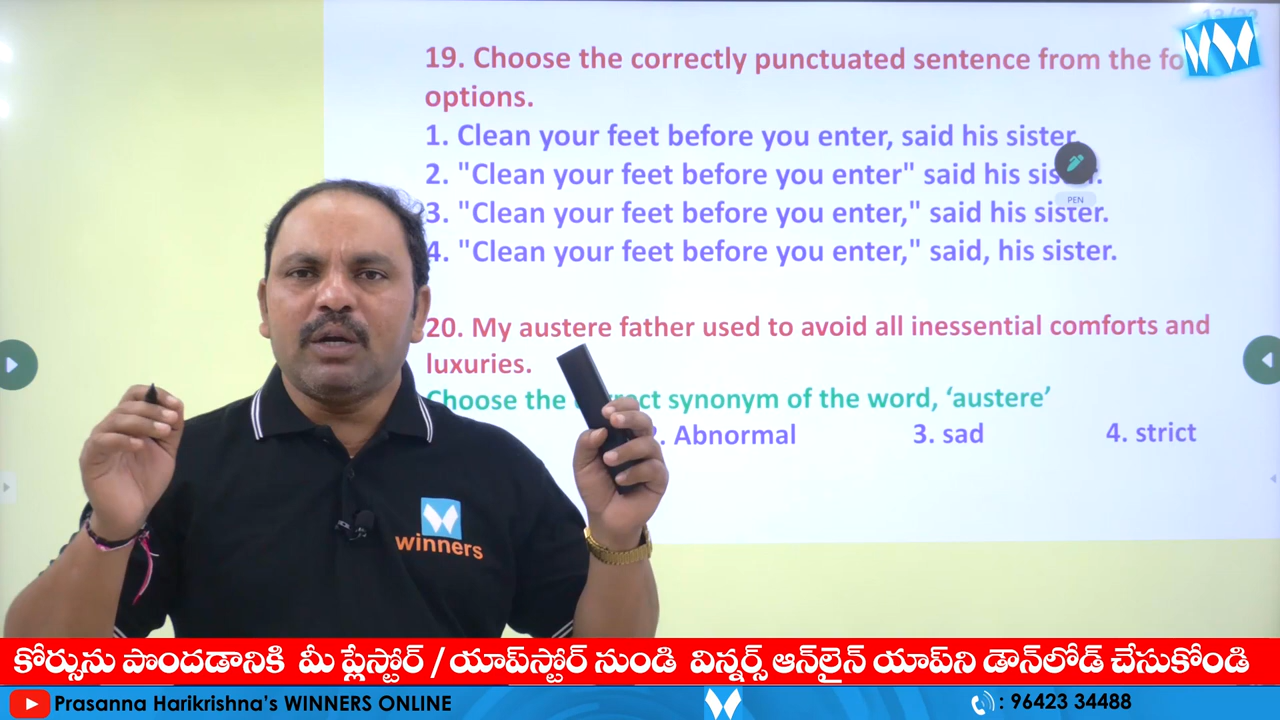 19. Choose the correctly punctuated sentence from the
options.
1. Clean your feet before you enter, said his sister.
2. "Clean your feet before you enter" said his sister.
3. "Clean your feet before you enter," said his sister.
4. "Clean your feet before you enter," said, his sister.
PEN
20. My austere father used to avoid all inessential comforts and
luxuries.
Choose the correct synonym of the word, ‘austere’
2. Abnormal 3. sad 4. strict
winners
కోర్సును పొందడానికి మీ ప్లేస్టోర్ / యాప్‌స్టోర్ నుండి విన్నర్స్ ఆన్‌లైన్ యాప్‌ని డౌన్‌లోడ్ చేసుకోండి
Prasanna Harikrishna's WINNERS ONLINE : 96423 34488